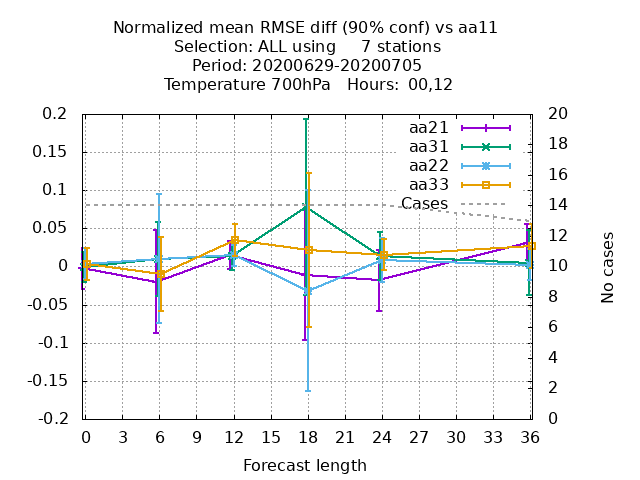 Normalized mean RMSE diff (90% conf) vs aa11
Selection: ALL using 7 stations
Period: 20200629-20200705
Temperature 700hPa Hours: 00,12
0.2
0.15
0.1
0.05
0
-0.05
-0.1
-0.15
-0.2
aa21
aa31
aa22
aa33
Cases
20
18
16
14
12
10
8
6
4
2
0
No cases
0 3 6 9 12 15 18 21 24 27 30 33 36
Forecast length